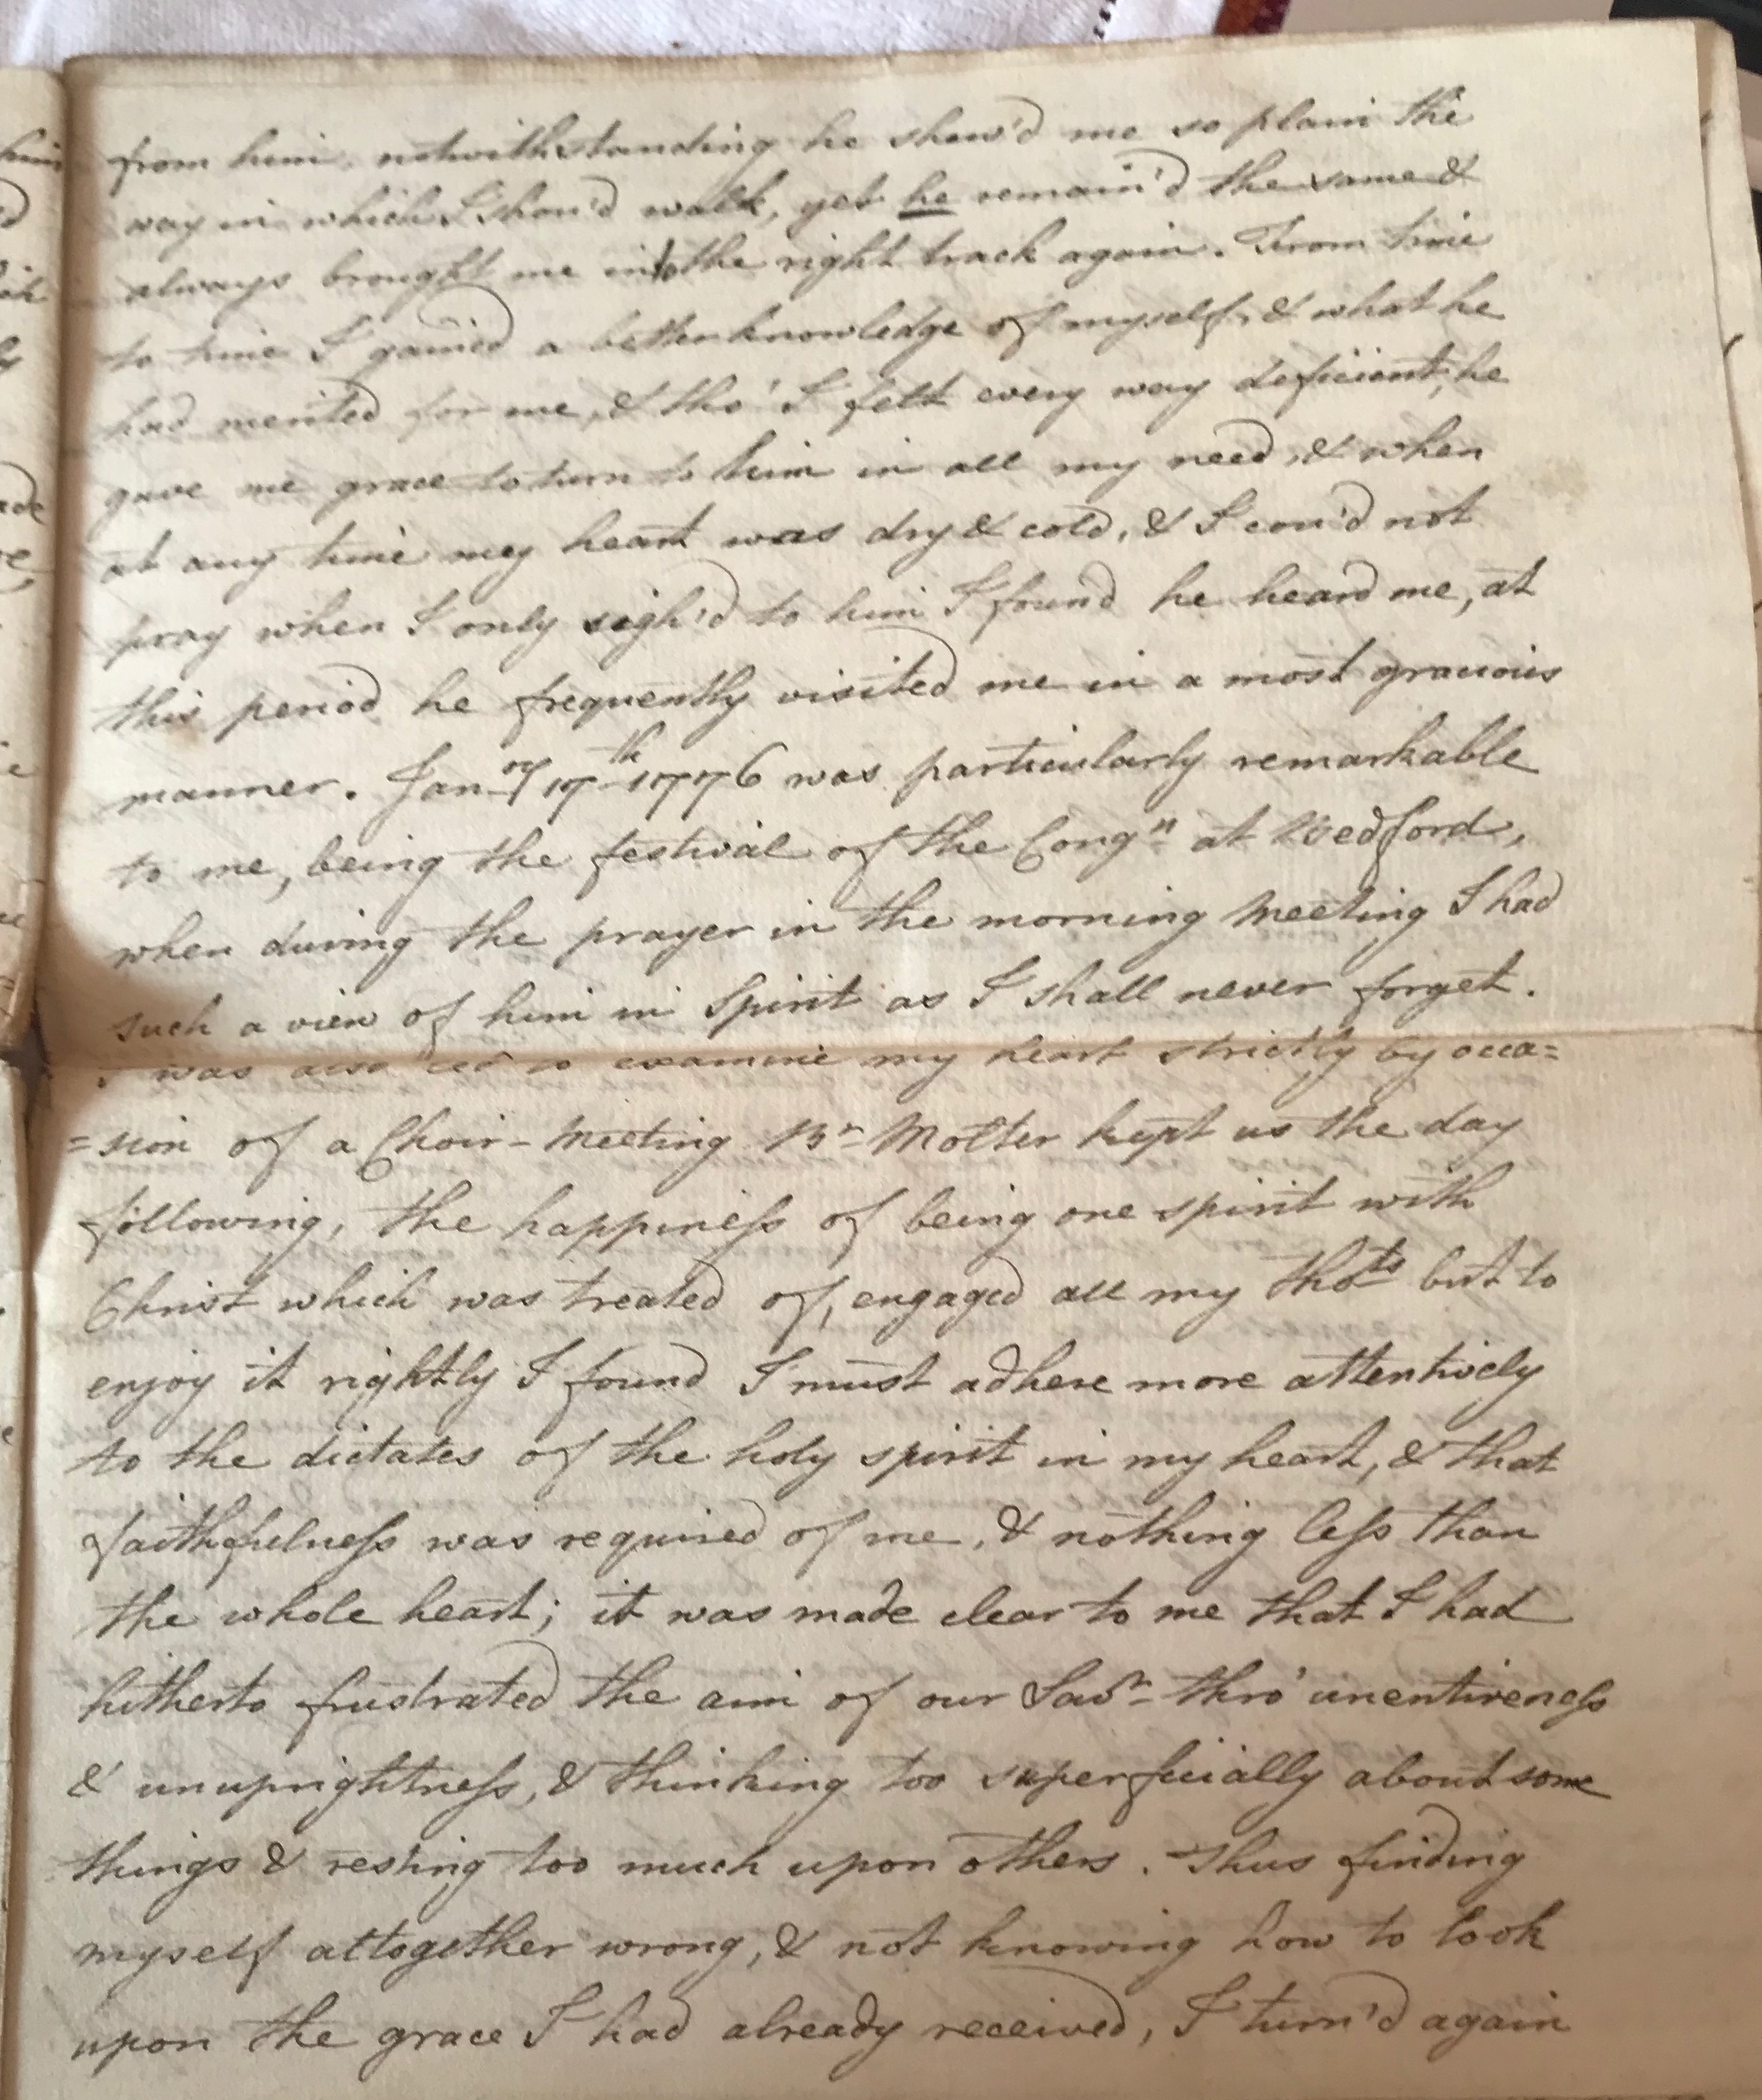 from him, notwithstanding he shew'd me so plain the
way in which I shou'd walk, yet he remain'd the same &
always brought me into the right track again. From time
to time I gained a better knowledge of myself, & what he
had merited for me, & tho' I felt every way deficient, he
gave me grace to turn to him in all my need, & when
at any time my heart was dry & cold, & I cou'd not
pray when I only sigh'd to him I found he heard me, at
this period he frequently visited me in a most gracious
manner. Janry 17th 1776 was particularly remarkable
to me, being the festival of the Congn at Bedford,
when during the prayer in the morning Meeting I had
such a view of him in Spirit as I shall never forget.
I was also led to examine my heart strictly by occa=
=sion of a Choir-Meeting Br Molter kept us the day
following, the happiness of being one spirit with
Christ which was treated of, engaged all my thots but to
enjoy it rightly I found I must adhere more attentively
to the dictates of the holy spirit in my heart, & that
faithfulness was required of me, & nothing less than
the whole heart; it was made clear to me that I had
hitherto frustrated the aim of our Savr thro' unentireness
& unuprightness, & thinking too superficially about some
things & resting too much upon others. Thus finding
myself altogether wrong, & not knowing how to look
upon the grace I had already received, I turn'd again